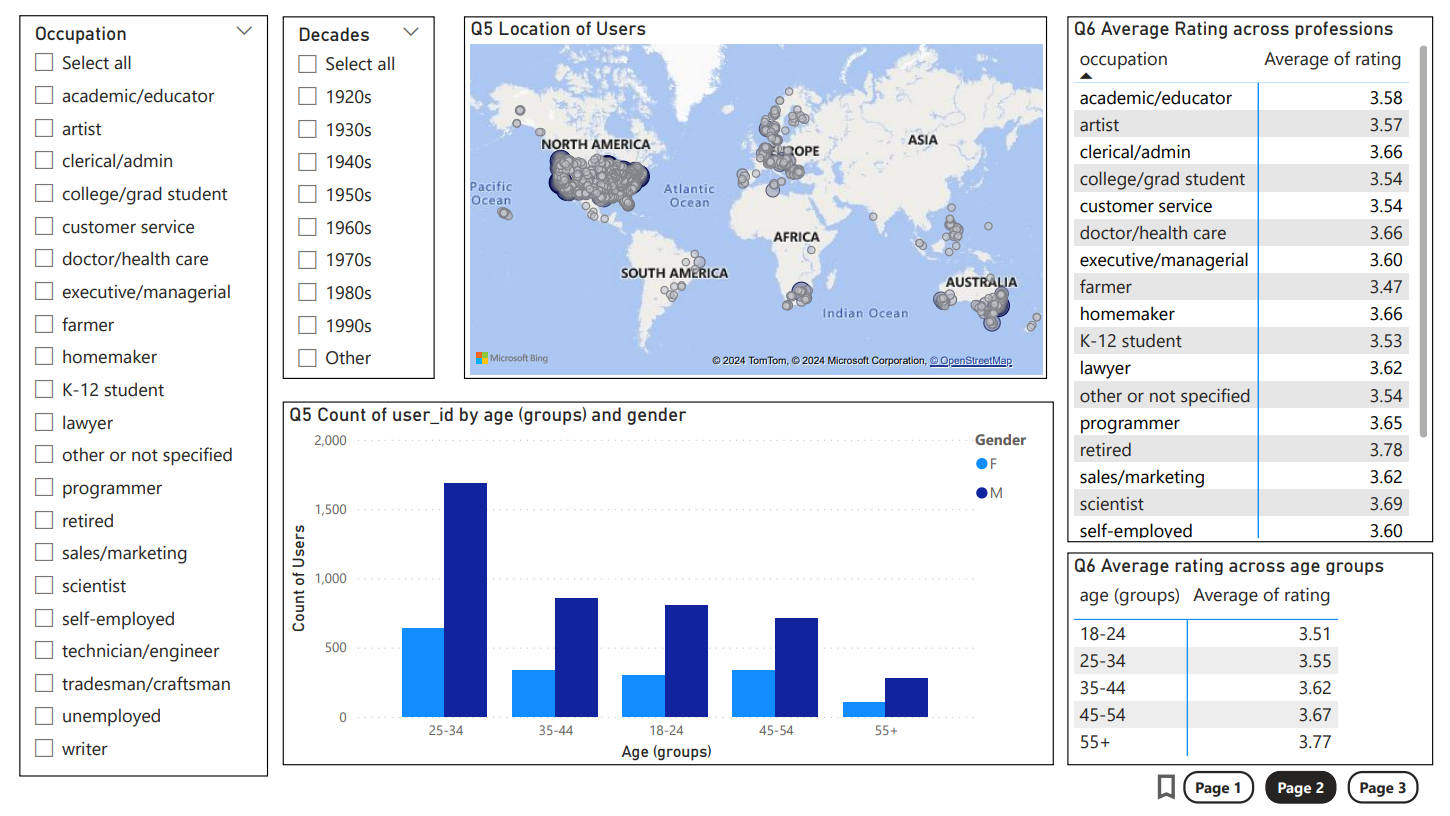 Occupation
Select all
academic/educator
artist
clerical/admin
college/grad student
customer service
doctor/health care
executive/managerial
farmer
homemaker
K-12 student
lawyer
other or not specified
programmer
retired
sales/marketing
scientist
self-employed
technician/engineer
tradesman/craftsman
unemployed
writer
Decades
Select all
1920s
1930s
1940s
1950s
1960s
1970s
1980s
1990s
Other
Q5 Location of Users
NORTH AMERICA
ASIA
Pacific
Ocean
Atlantic
Ocean
AFRICA
SOUTH AMERICA
AUSTRALIA
Indian Ocean
Microsoft Bing
© 2024 TomTom, © 2024 Microsoft Corporation, © OpenStreetMap
Q5 Count of user_id by age (groups) and gender
2,000
1,500
1,000
500
0
Count of Users
25-34 35-44 18-24 45-54 55+
Age (groups)
Gender
F
M
Q6 Average Rating across professions
occupation Average of rating
academic/educator 3.58
artist 3.57
clerical/admin 3.66
college/grad student 3.54
customer service 3.54
doctor/health care 3.66
executive/managerial 3.60
farmer 3.47
homemaker 3.66
K-12 student 3.53
lawyer 3.62
other or not specified 3.54
programmer 3.65
retired 3.78
sales/marketing 3.62
scientist 3.69
self-employed 3.60
Q6 Average rating across age groups
age (groups) Average of rating
18-24 3.51
25-34 3.55
35-44 3.62
45-54 3.67
55+ 3.77
Page 1 Page 2 Page 3